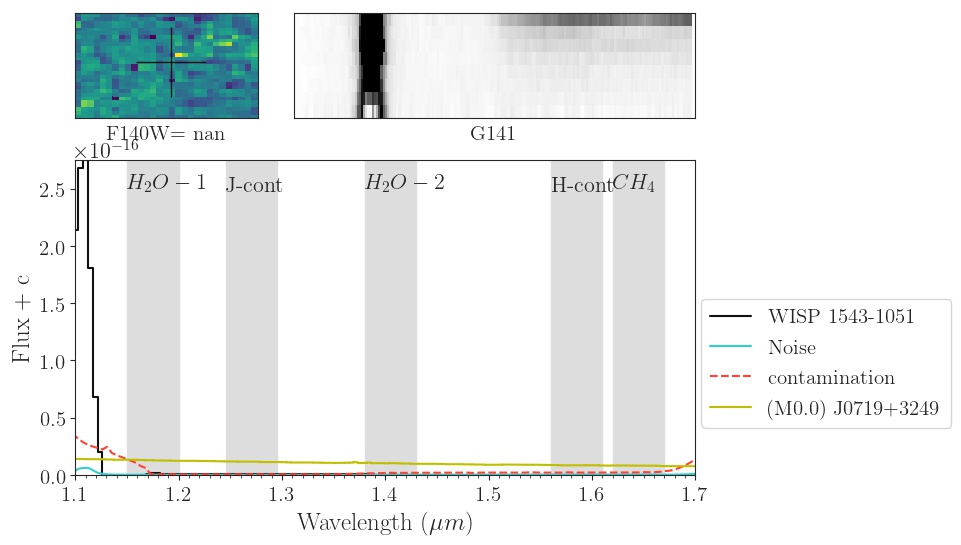 F140W= nan
G141
×10⁻¹⁶
H₂O − 1
J-cont
H₂O − 2
H-cont
CH₄
2.5
2.0
1.5
1.0
0.5
0.0
Flux + c
1.1
1.2
1.3
1.4
1.5
1.6
1.7
Wavelength (μm)
WISP 1543-1051
Noise
contamination
(M0.0) J0719+3249